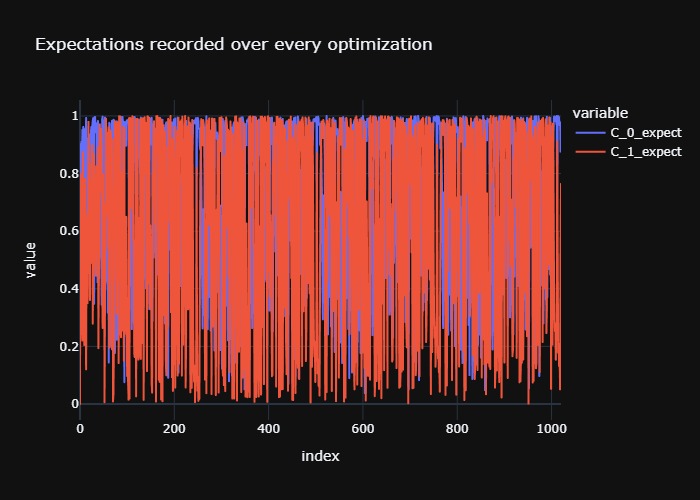 Expectations recorded over every optimization
variable
C_0_expect
C_1_expect
value
1
0.8
0.6
0.4
0.2
0
0 200 400 600 800 1000
index